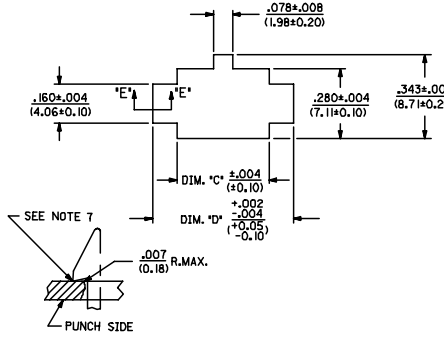 .078±.008
(1.98±0.20)
"E" "E"
.160±.004
(4.06±0.10)
.280±.004
(7.11±0.10)
.343±.00
(8.71±0.2
DIM. "C" ±.004
(±0.10)
DIM. "D" +.002
-.004
(+0.05
-0.10)
SEE NOTE 7
.007 R.MAX.
(0.18)
PUNCH SIDE